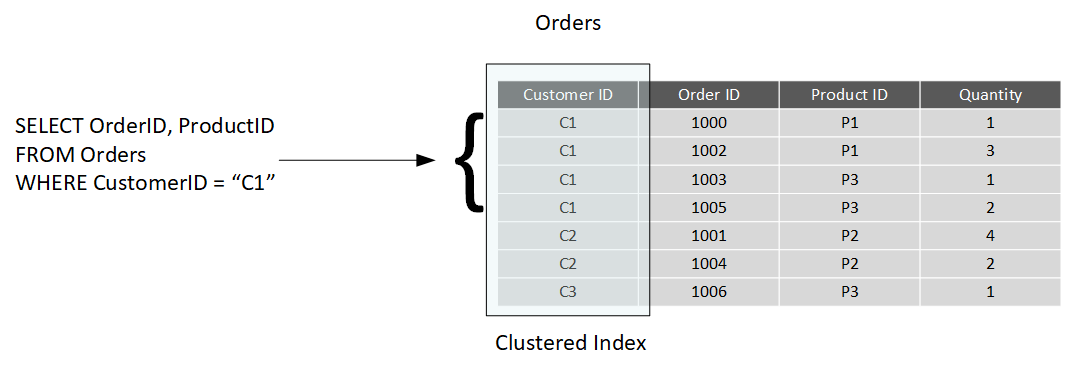 Orders
SELECT OrderID, ProductID
FROM Orders
WHERE CustomerID = “C1”
Customer ID Order ID Product ID Quantity
C1 1000 P1 1
C1 1002 P1 3
C1 1003 P3 1
C1 1005 P3 2
C2 1001 P2 4
C2 1004 P2 2
C3 1006 P3 1
Clustered Index